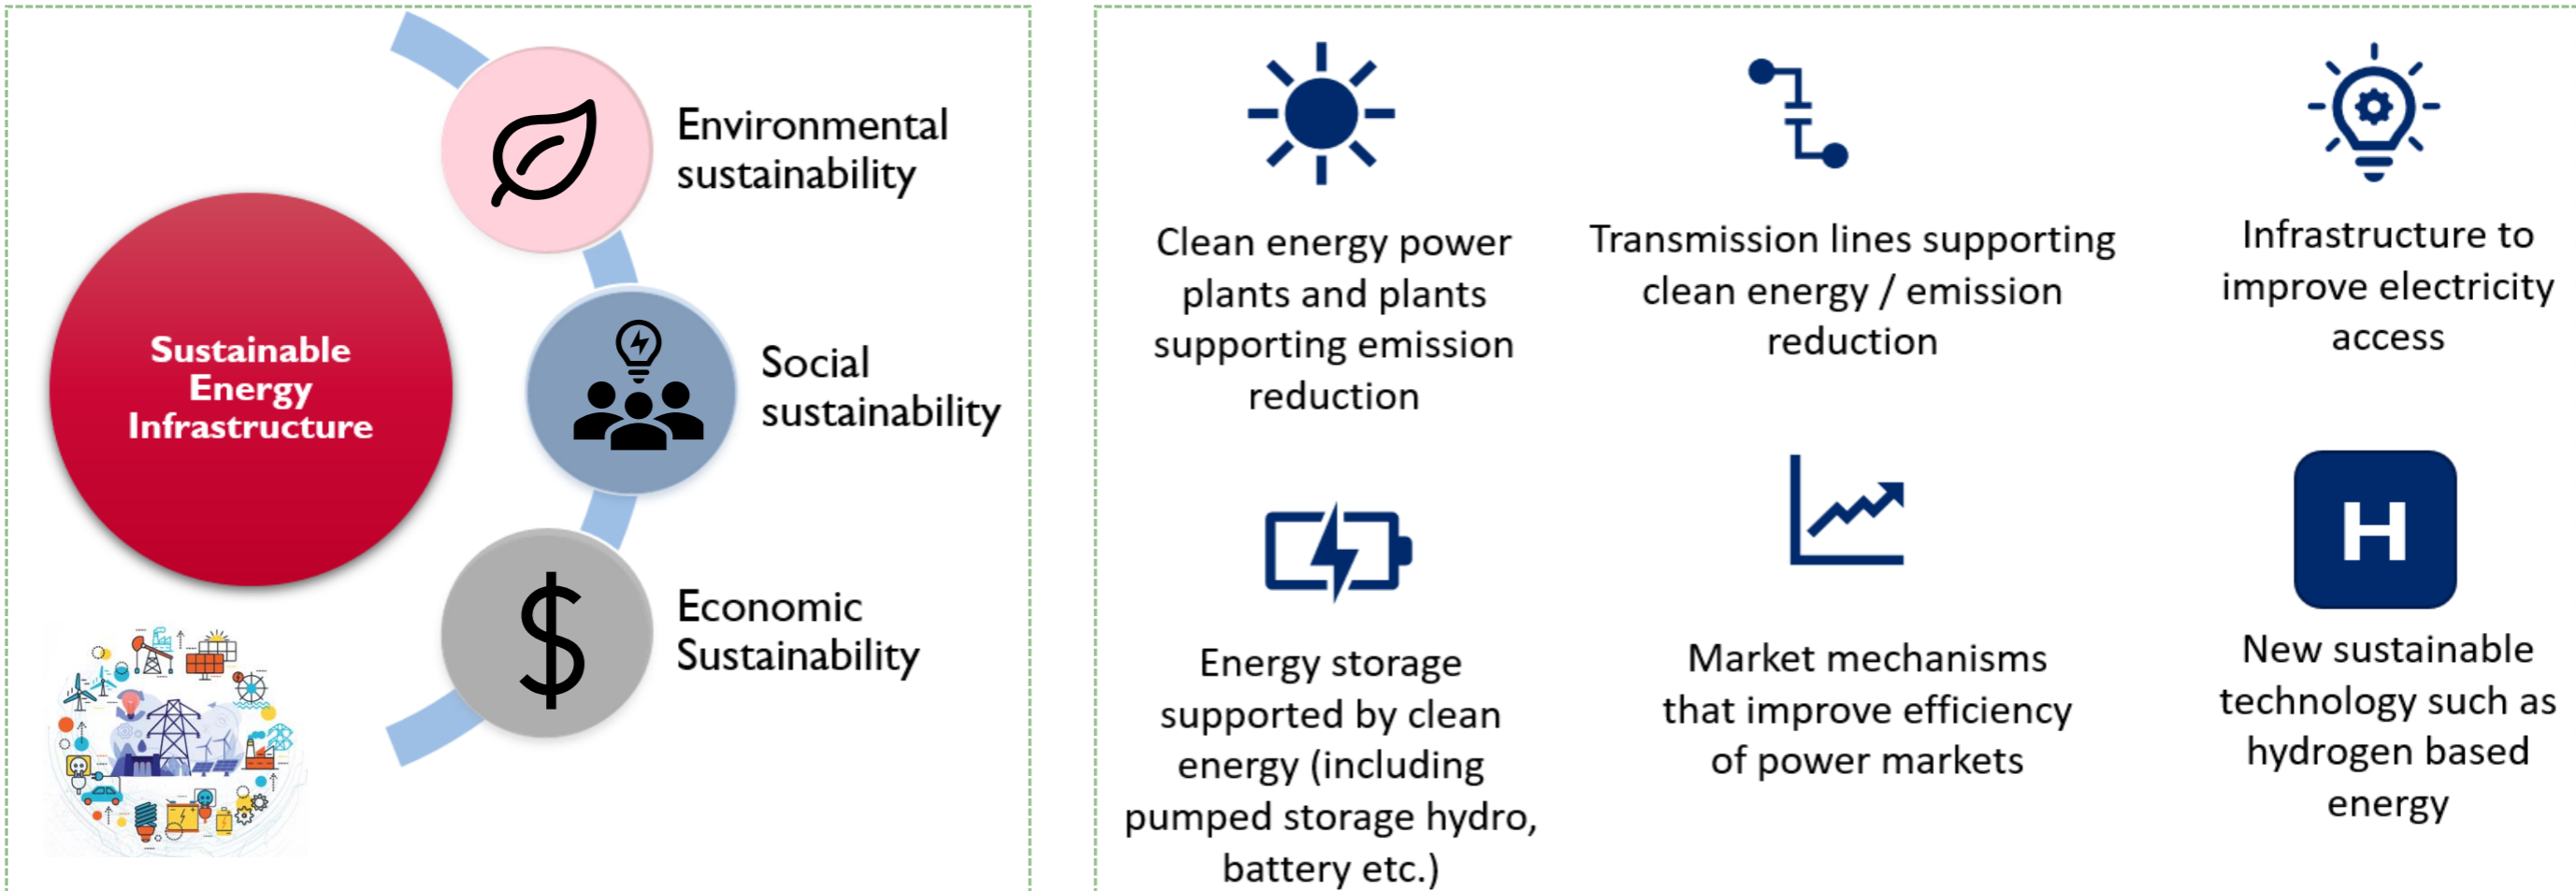 Sustainable
Energy
Infrastructure
Environmental
sustainability
Social
sustainability
Economic
Sustainability
Clean energy power
plants and plants
supporting emission
reduction
Transmission lines supporting
clean energy / emission
reduction
Infrastructure to
improve electricity
access
Energy storage
supported by clean
energy (including
pumped storage hydro,
battery etc.)
Market mechanisms
that improve efficiency
of power markets
H
New sustainable
technology such as
hydrogen based
energy